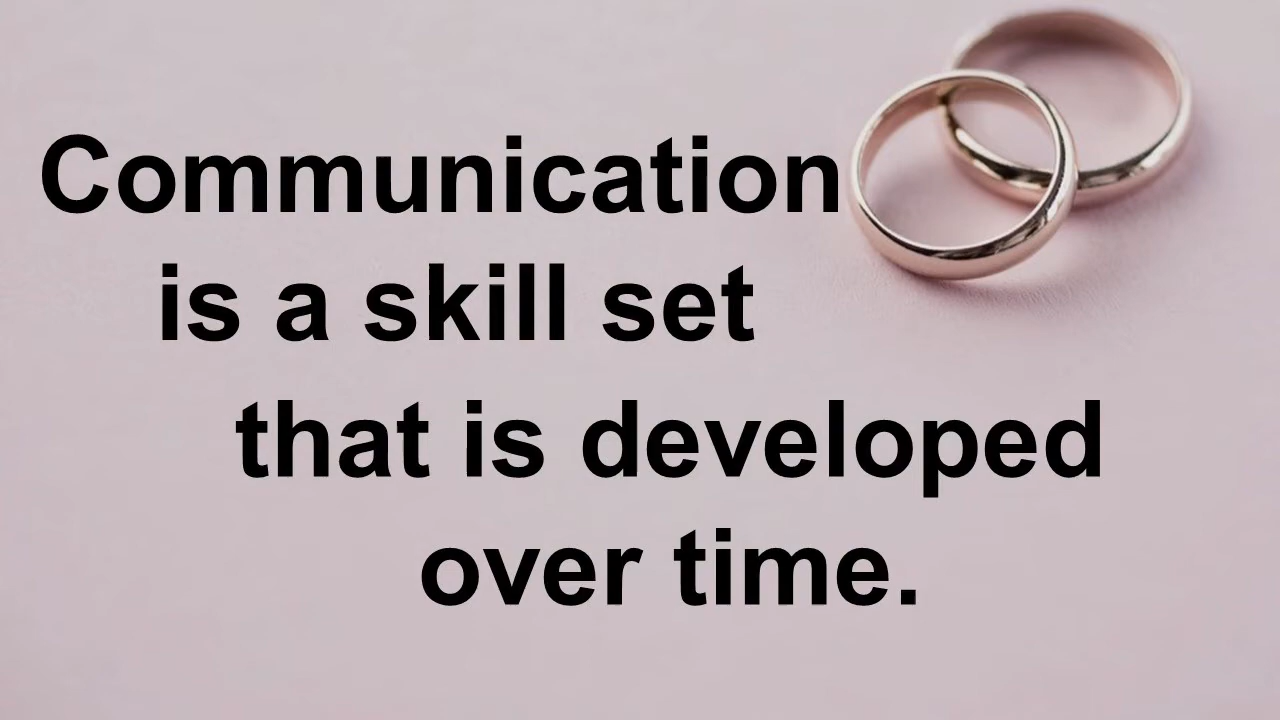 Communication
is a skill set
that is developed
over time.